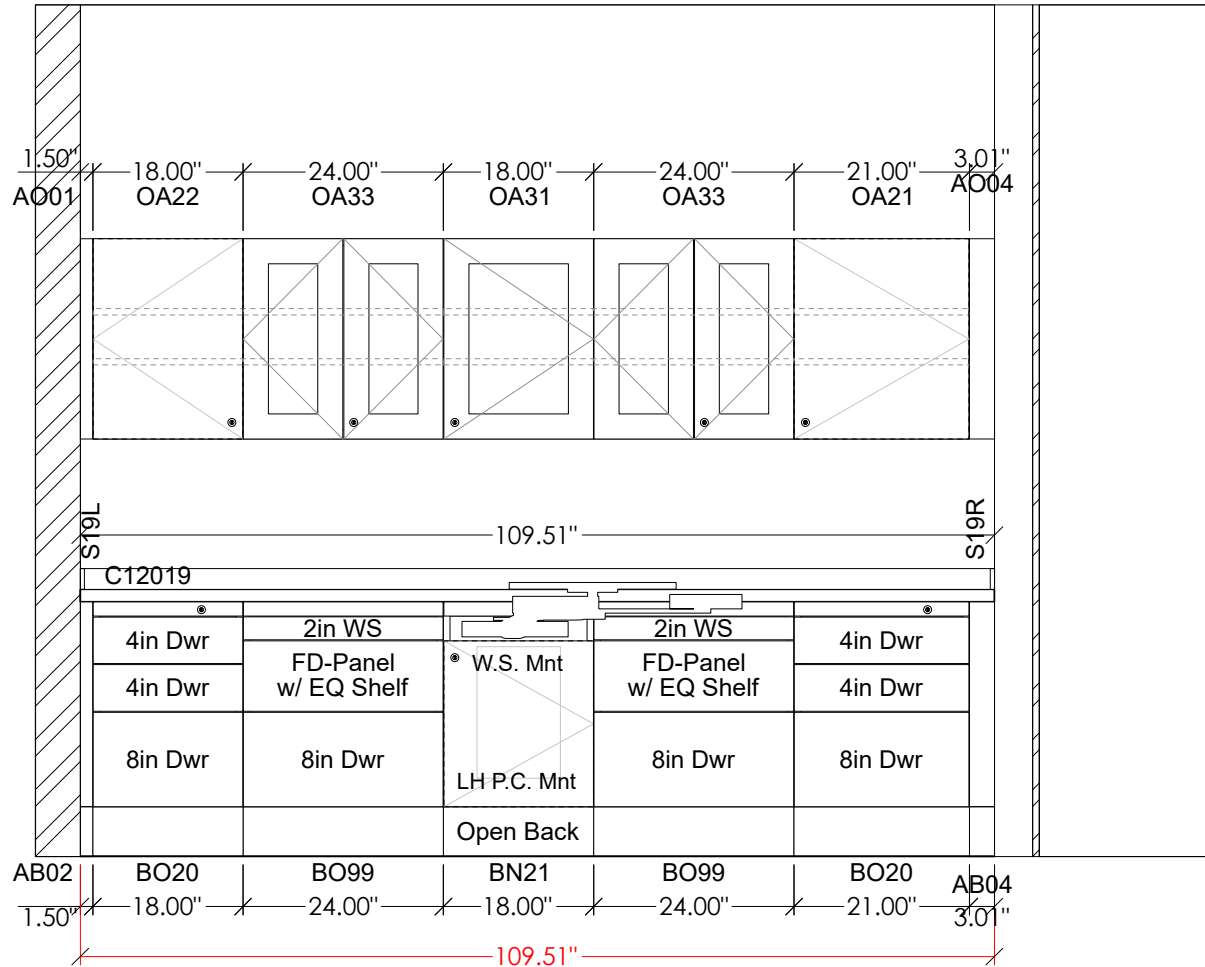 1.50" 18.00" 24.00" 18.00" 24.00" 21.00" 3.01"
AO01 OA22 OA33 OA31 OA33 OA21 AO04
S19L 109.51" S19R
C12019
4in Dwr 2in WS 2in WS 4in Dwr
FD-Panel W.S. Mnt FD-Panel
4in Dwr w/ EQ Shelf w/ EQ Shelf 4in Dwr
8in Dwr 8in Dwr 8in Dwr 8in Dwr
LH P.C. Mnt
Open Back
AB02 BO20 BO99 BN21 BO99 BO20 AB04
1.50" 18.00" 24.00" 18.00" 24.00" 21.00" 3.01"
109.51"